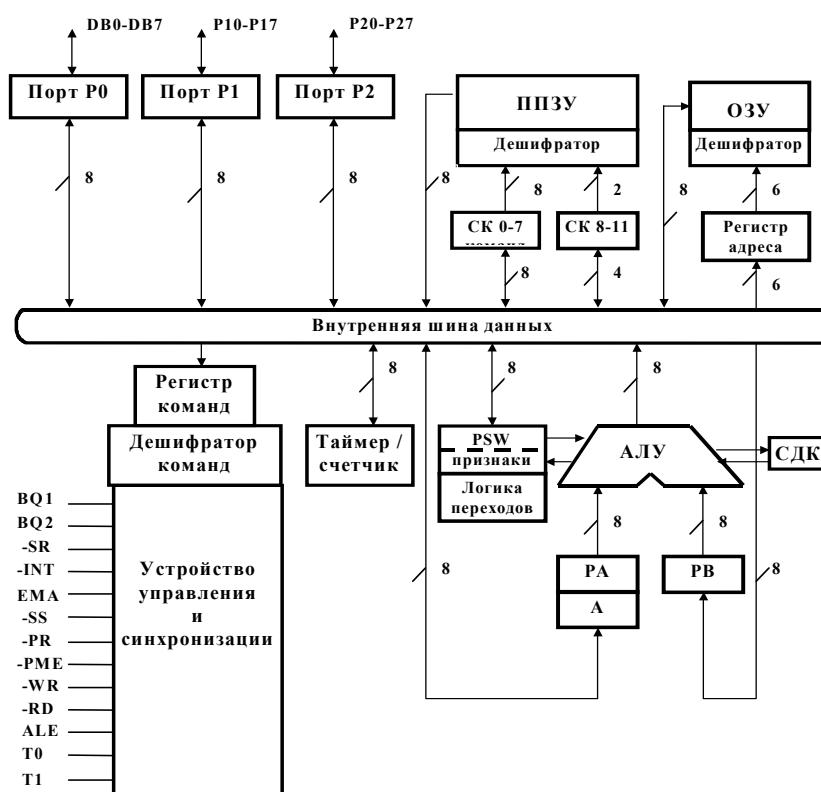 DB0-DB7 P10-P17 P20-P27
Порт P0 Порт P1 Порт P2 ППЗУ ОЗУ
Дешифратор Дешифратор
8 8 8 8 8 2 8 6
СК 0-7 СК 8-11 Регистр
адреса
8 4 6
Внутренняя шина данных
8 8 8
Регистр
команд
Дешифратор
команд
Таймер /
счетчик
PSW
признаки
Логика
переходов
АЛУ
СДК
BQ1
BQ2
-SR
-INT
EMA
-SS
-PR
-PME
-WR
-RD
ALE
T0
T1
Устройство
управления
и
синхронизации
8 8
8 РА РВ 8
А